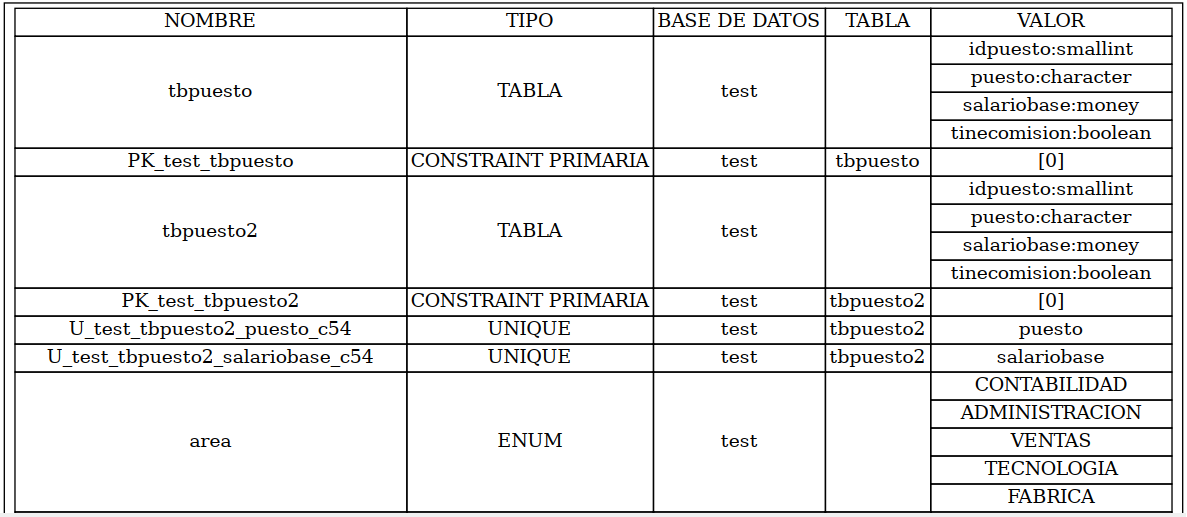 NOMBRE TIPO BASE DE DATOS TABLA VALOR
tbpuesto TABLA test idpuesto:smallint
puesto:character
salariobase:money
tinecomision:boolean
PK_test_tbpuesto CONSTRAINT PRIMARIA test tbpuesto [0]
tbpuesto2 TABLA test idpuesto:smallint
puesto:character
salariobase:money
tinecomision:boolean
PK_test_tbpuesto2 CONSTRAINT PRIMARIA test tbpuesto2 [0]
U_test_tbpuesto2_puesto_c54 UNIQUE test tbpuesto2 puesto
U_test_tbpuesto2_salariobase_c54 UNIQUE test tbpuesto2 salariobase
area ENUM test CONTABILIDAD
ADMINISTRACION
VENTAS
TECNOLOGIA
FABRICA